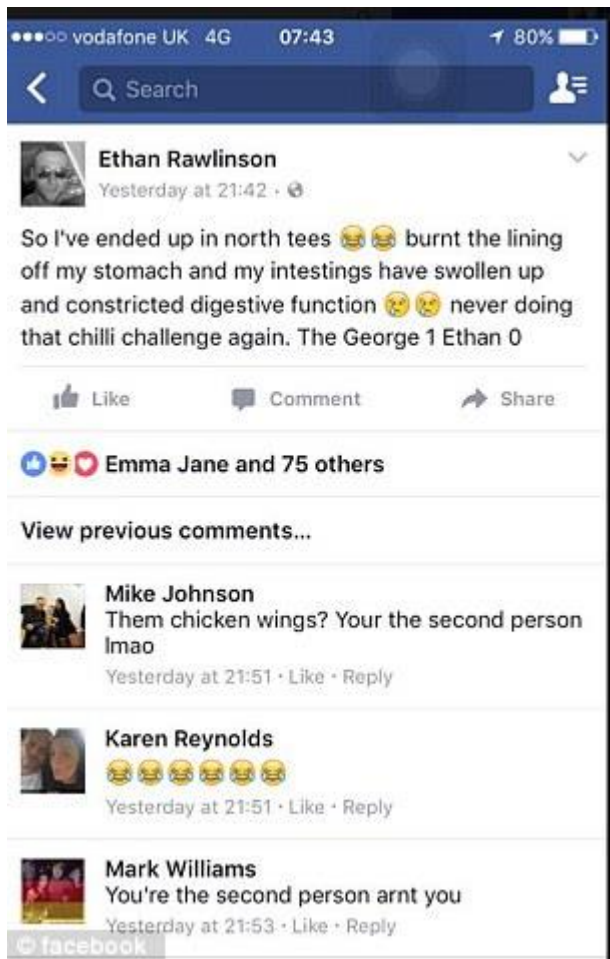 vodafone UK 4G 07:43 80%
Search
Ethan Rawlinson
Yesterday at 21:42 ·
So I've ended up in north tees 😂 😂 burnt the lining
off my stomach and my intestings have swollen up
and constricted digestive function 😢 😢 never doing
that chilli challenge again. The George 1 Ethan 0
Like Comment Share
Emma Jane and 75 others
View previous comments...
Mike Johnson
Them chicken wings? Your the second person
lmao
Yesterday at 21:51 · Like · Reply
Karen Reynolds
😂😂😂😂😂😂
Yesterday at 21:51 · Like · Reply
Mark Williams
You're the second person arnt you
Yesterday at 21:53 · Like · Reply
© facebook